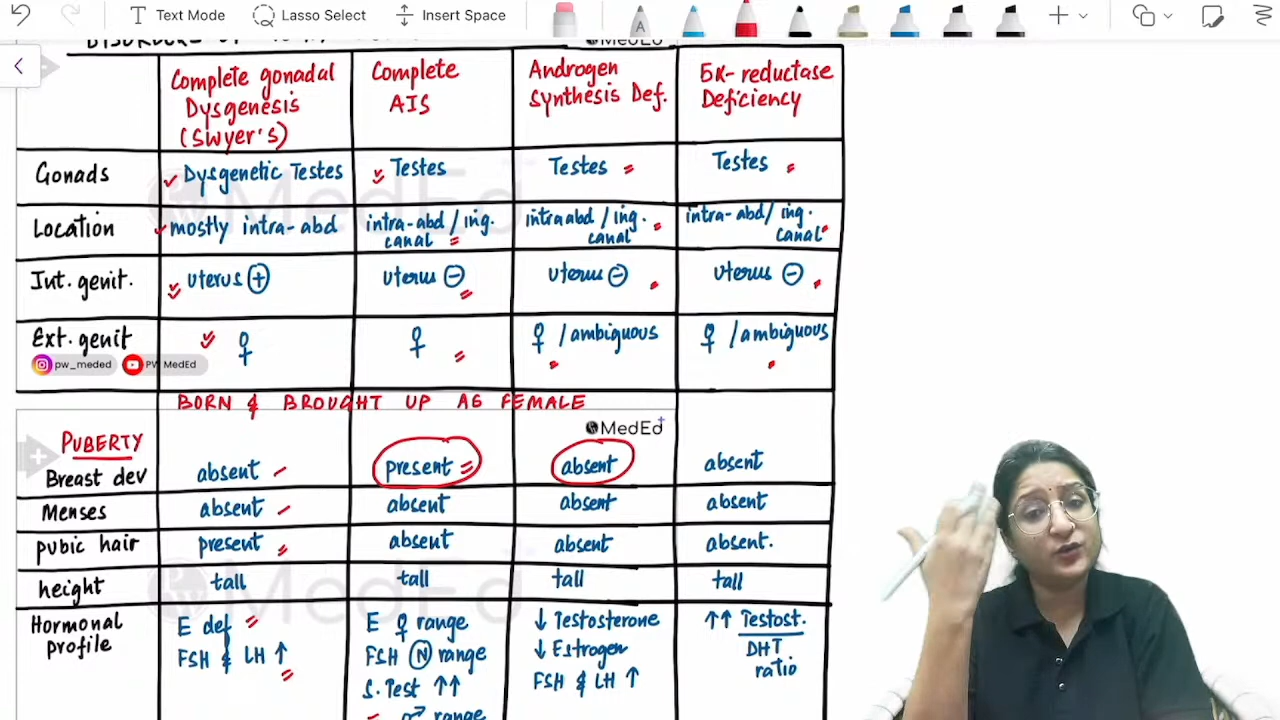 Text Mode
Lasso Select
Insert Space
A
MedEd
Complete gonadal Dysgenesis (Swyer's)
Complete AIS
Androgen Synthesis Def.
5α-reductase Deficiency
Gonads
Dysgenetic Testes
Testes
Testes
Testes
Location
mostly intra-abd
intra-abd/ing. canal
intraabd/ing. canal
intra-abd/ing. canal
Int. genit.
uterus ⊕
uterus ⊖
uterus ⊖
uterus ⊖
Ext. genit
♀
♀
♀ /ambiguous
♀ /ambiguous
pw_meded
PW MedEd
BORN & BROUGHT UP AS FEMALE
MedEd
PUBERTY
Breast dev
absent
present
absent
absent
Menses
absent
absent
absent
absent
pubic hair
present
absent
absent
absent.
height
tall
tall
tall
tall
Hormonal profile
E def
FSH & LH ↑
E ♀ range
FSH Ⓝ range
S. Test ↑↑
♂ range
↓ Testosterone
↓ Estrogen
FSH & LH ↑
↑↑ Testost.
DHT
ratio